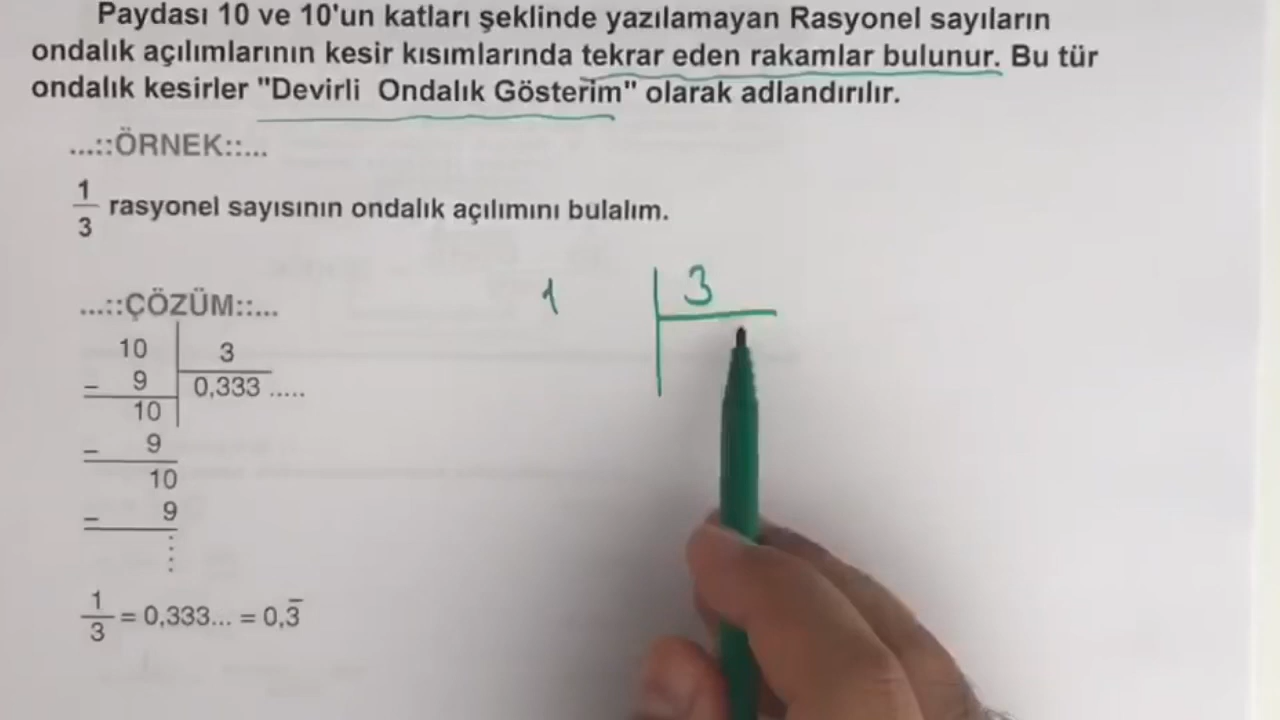 Paydası 10 ve 10'un katları şeklinde yazılamayan Rasyonel sayıların
ondalık açılımlarının kesir kısımlarında tekrar eden rakamlar bulunur. Bu tür
ondalık kesirler "Devirli Ondalık Gösterim" olarak adlandırılır.
...::ÖRNEK::...
1/3 rasyonel sayısının ondalık açılımını bulalım.
1 3
...::ÇÖZÜM::...
10 3
- 9 0,333 .....
10
- 9
10
- 9
1/3 = 0,333... = 0,3̅